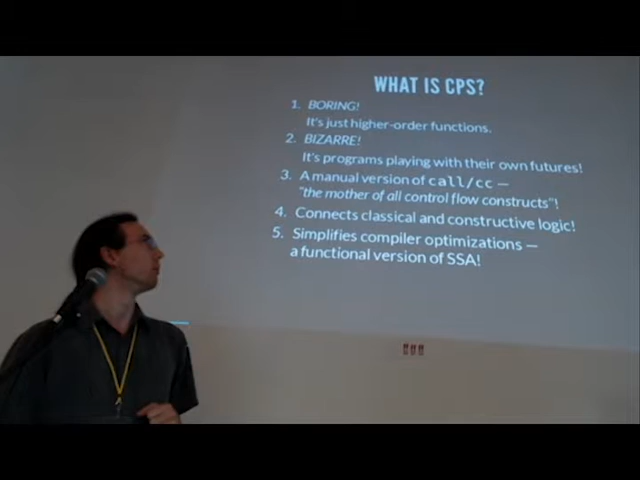 WHAT IS CPS?
1. BORING!
It's just higher-order functions.
2. BIZARRE!
It's programs playing with their own futures!
3. A manual version of call/cc —
"the mother of all control flow constructs"!
4. Connects classical and constructive logic!
5. Simplifies compiler optimizations —
a functional version of SSA!